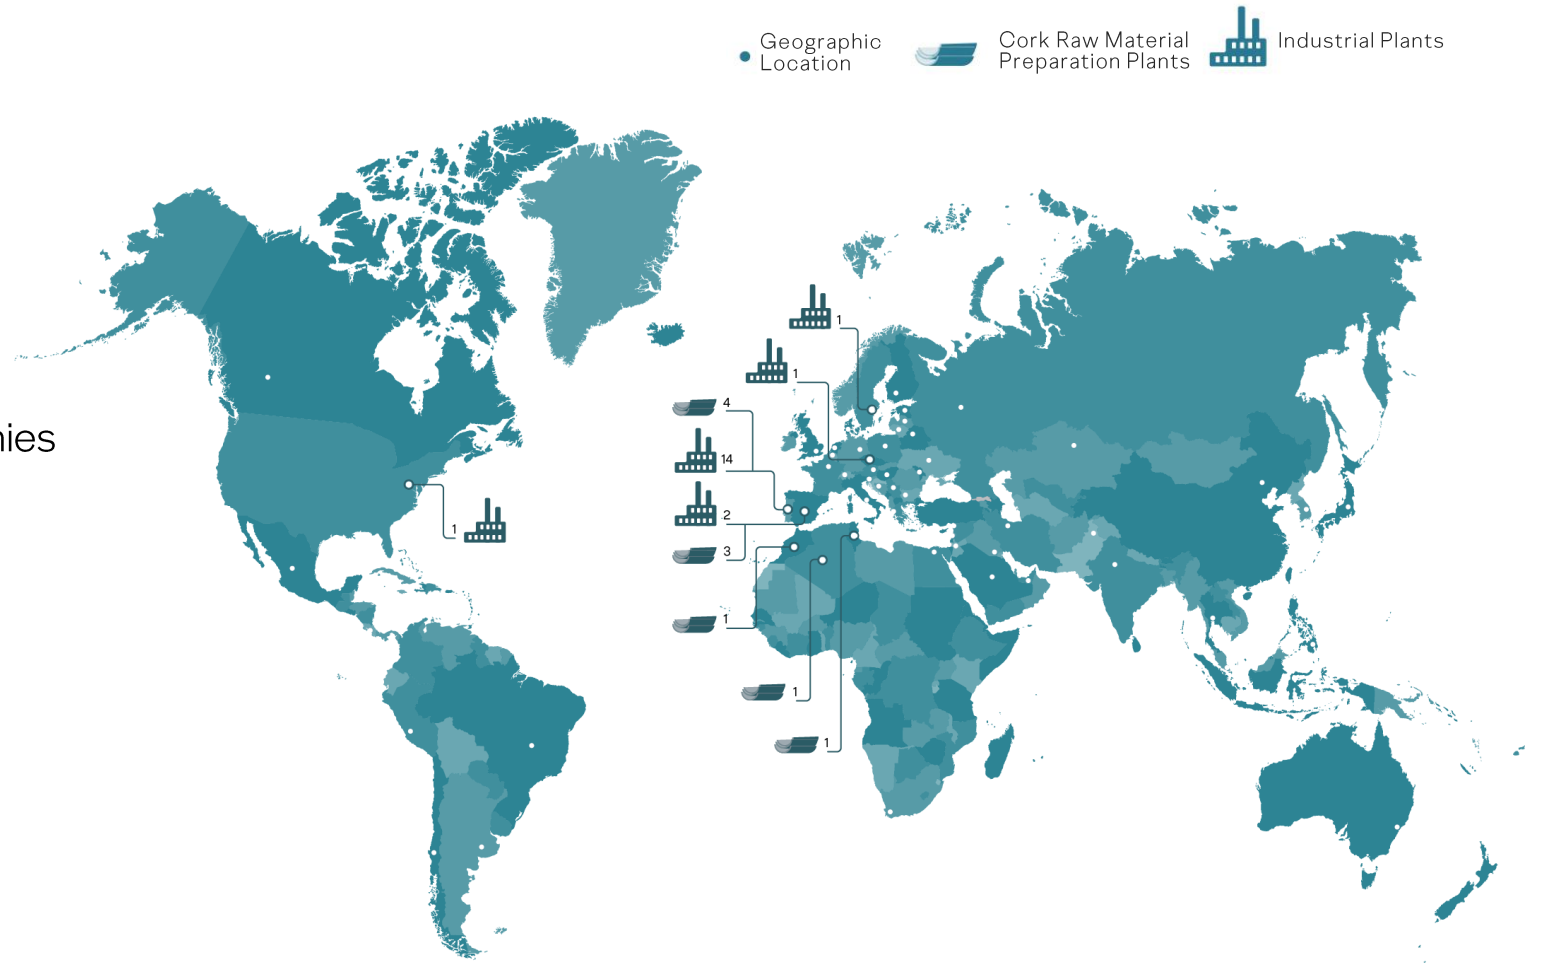 Geographic
Location
Cork Raw Material
Preparation Plants
Industrial Plants
1
1
4
nies
14
1
2
3
1
1
1